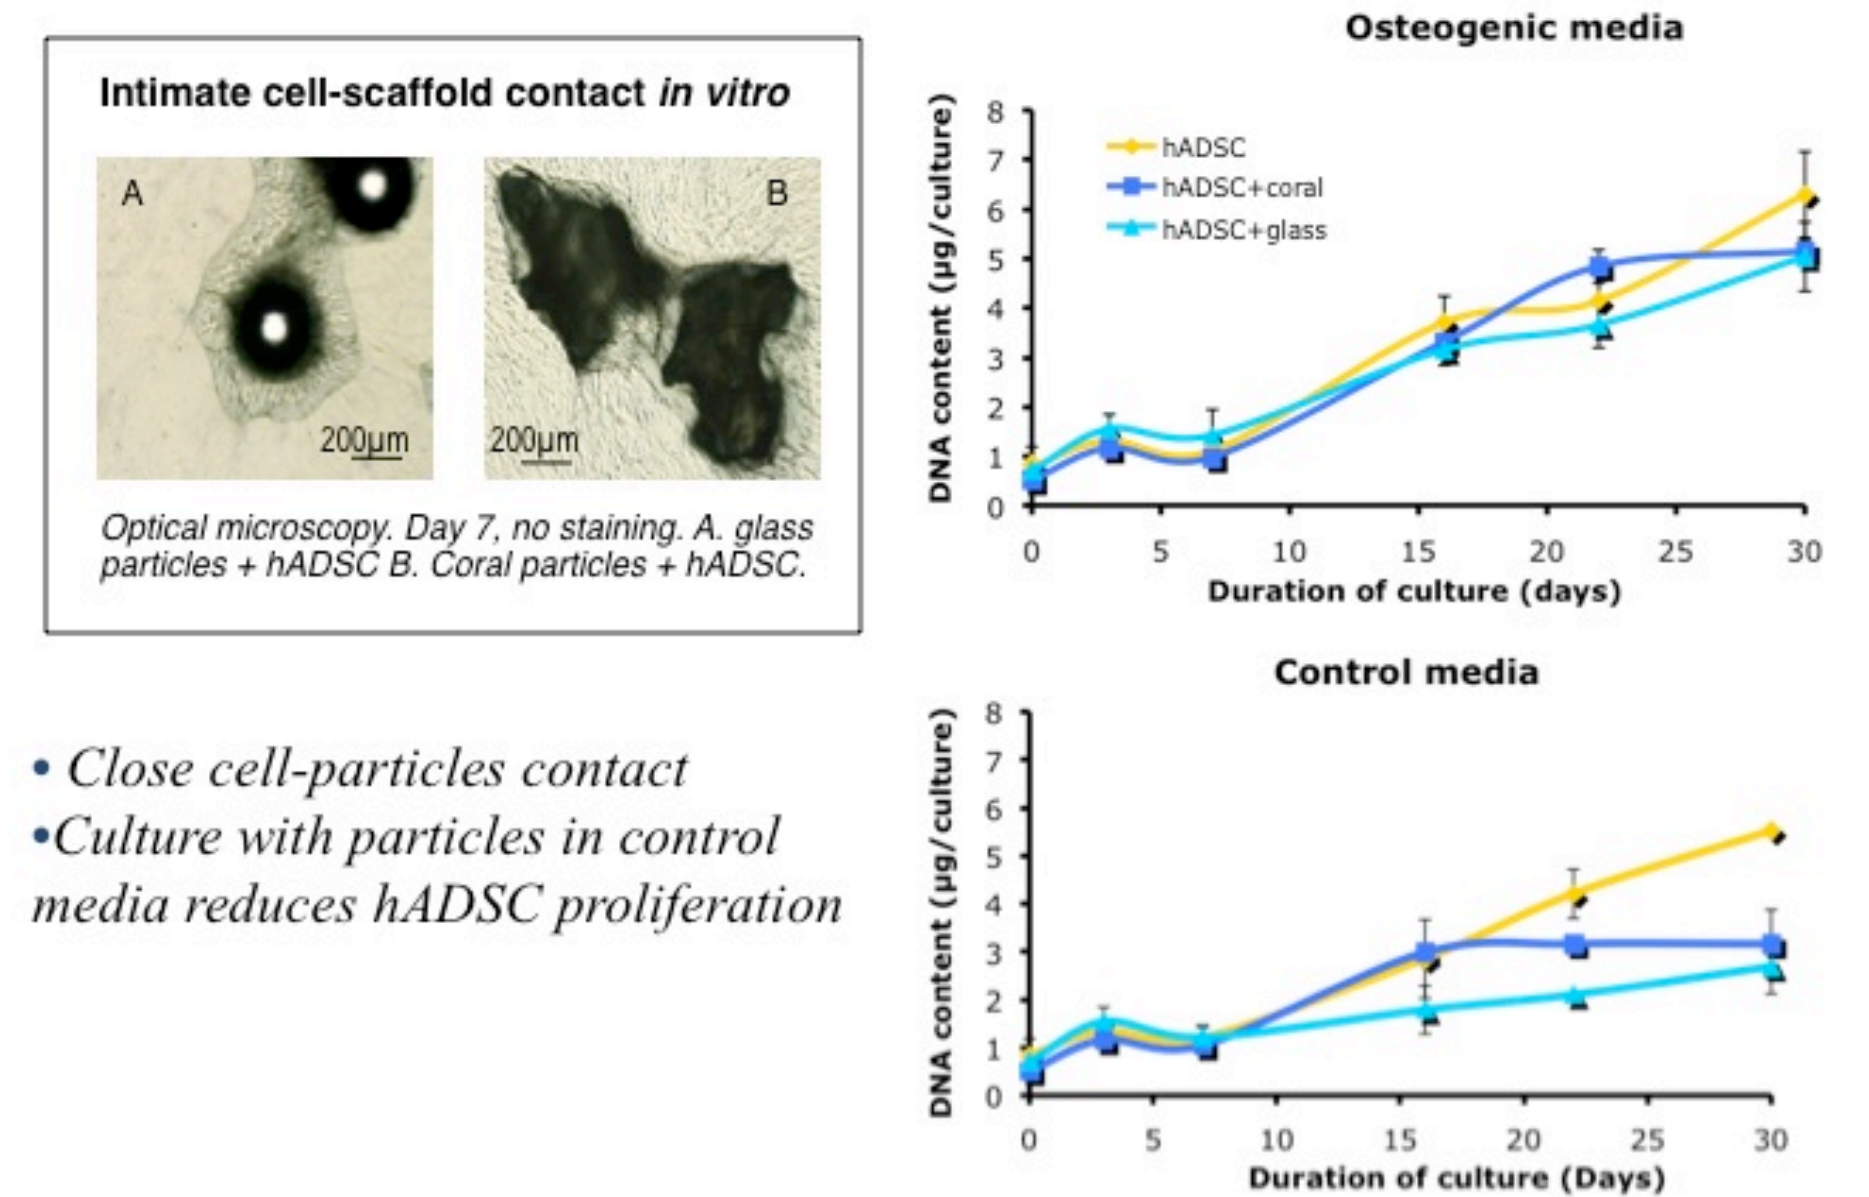 Intimate cell-scaffold contact in vitro
A
200µm
B
200µm
Optical microscopy. Day 7, no staining. A. glass
particles + hADSC B. Coral particles + hADSC.
• Close cell-particles contact
•Culture with particles in control
media reduces hADSC proliferation
Osteogenic media
DNA content (µg/culture)
8
7
6
5
4
3
2
1
0
hADSC
hADSC+coral
hADSC+glass
0 5 10 15 20 25 30
Duration of culture (days)
Control media
DNA content (µg/culture)
8
7
6
5
4
3
2
1
0
0 5 10 15 20 25 30
Duration of culture (Days)